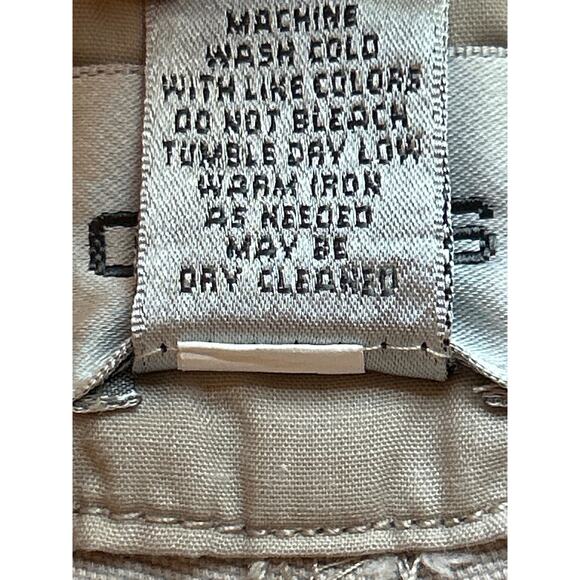 MACHINE
WASH COLD
WITH LIKE COLORS
DO NOT BLEACH
TUMBLE DRY LOW
WARM IRON
AS NEEDED
MAY BE
DRY CLEANED